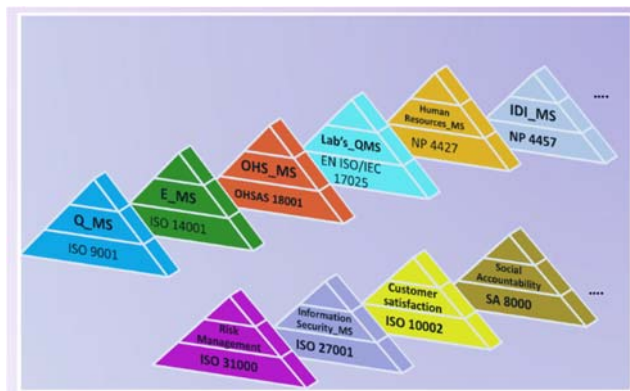 Q_MS
ISO 9001
E_MS
ISO 14001
OHS_MS
OHSAS 18001
Lab's_QMS
EN ISO/IEC
17025
Human
Resources_MS
NP 4427
IDI_MS
NP 4457
....
Risk
Management
ISO 31000
Information
Security_MS
ISO 27001
Customer
satisfaction
ISO 10002
Social
Accountability
SA 8000
....